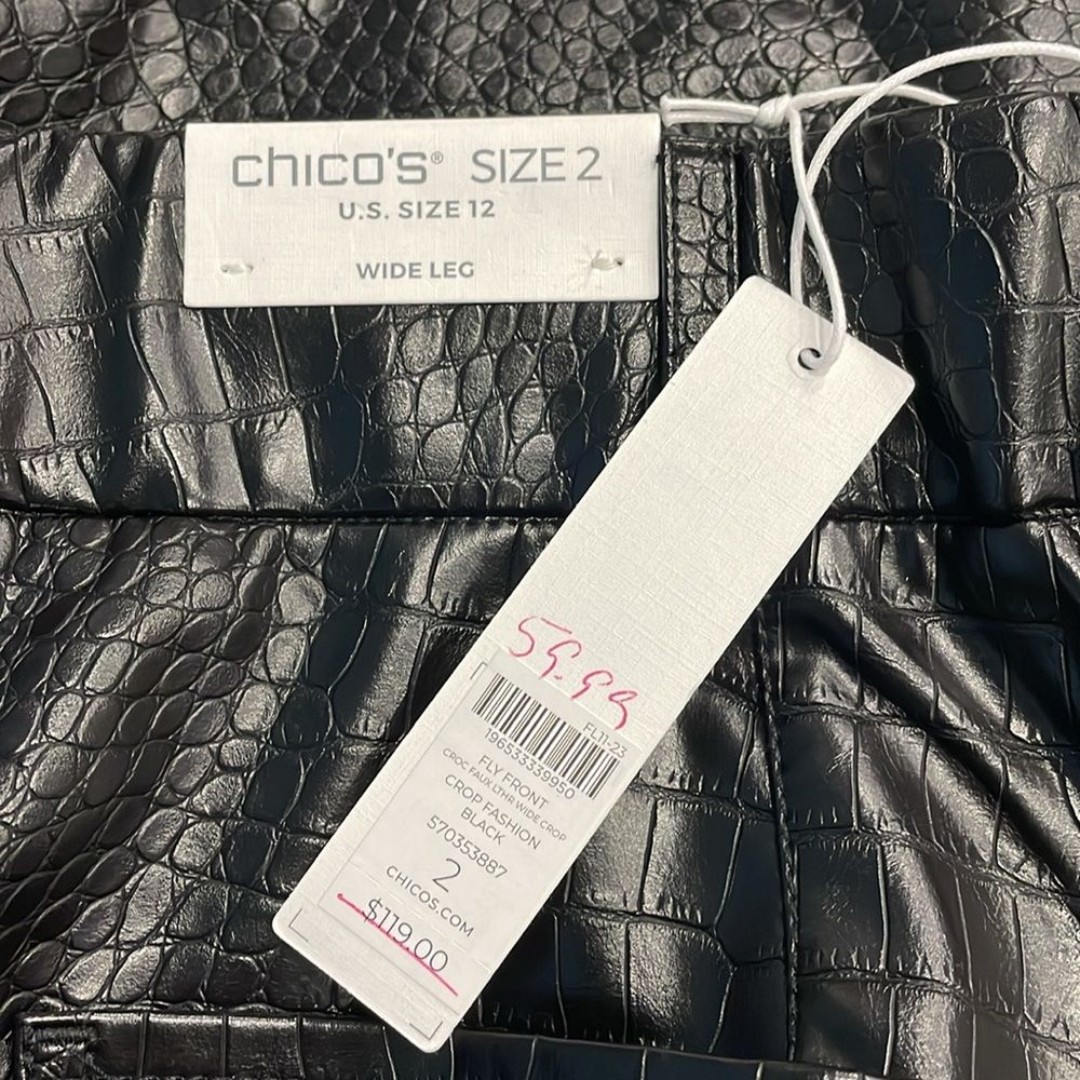 chico's® SIZE 2
U.S. SIZE 12
WIDE LEG
59.99
FL11-23
19653339950
FLY FRONT
CROC FAUX LTHR WIDE CROP
CROP FASHION
BLACK
570353887
2
CHICOS.COM
$119.00